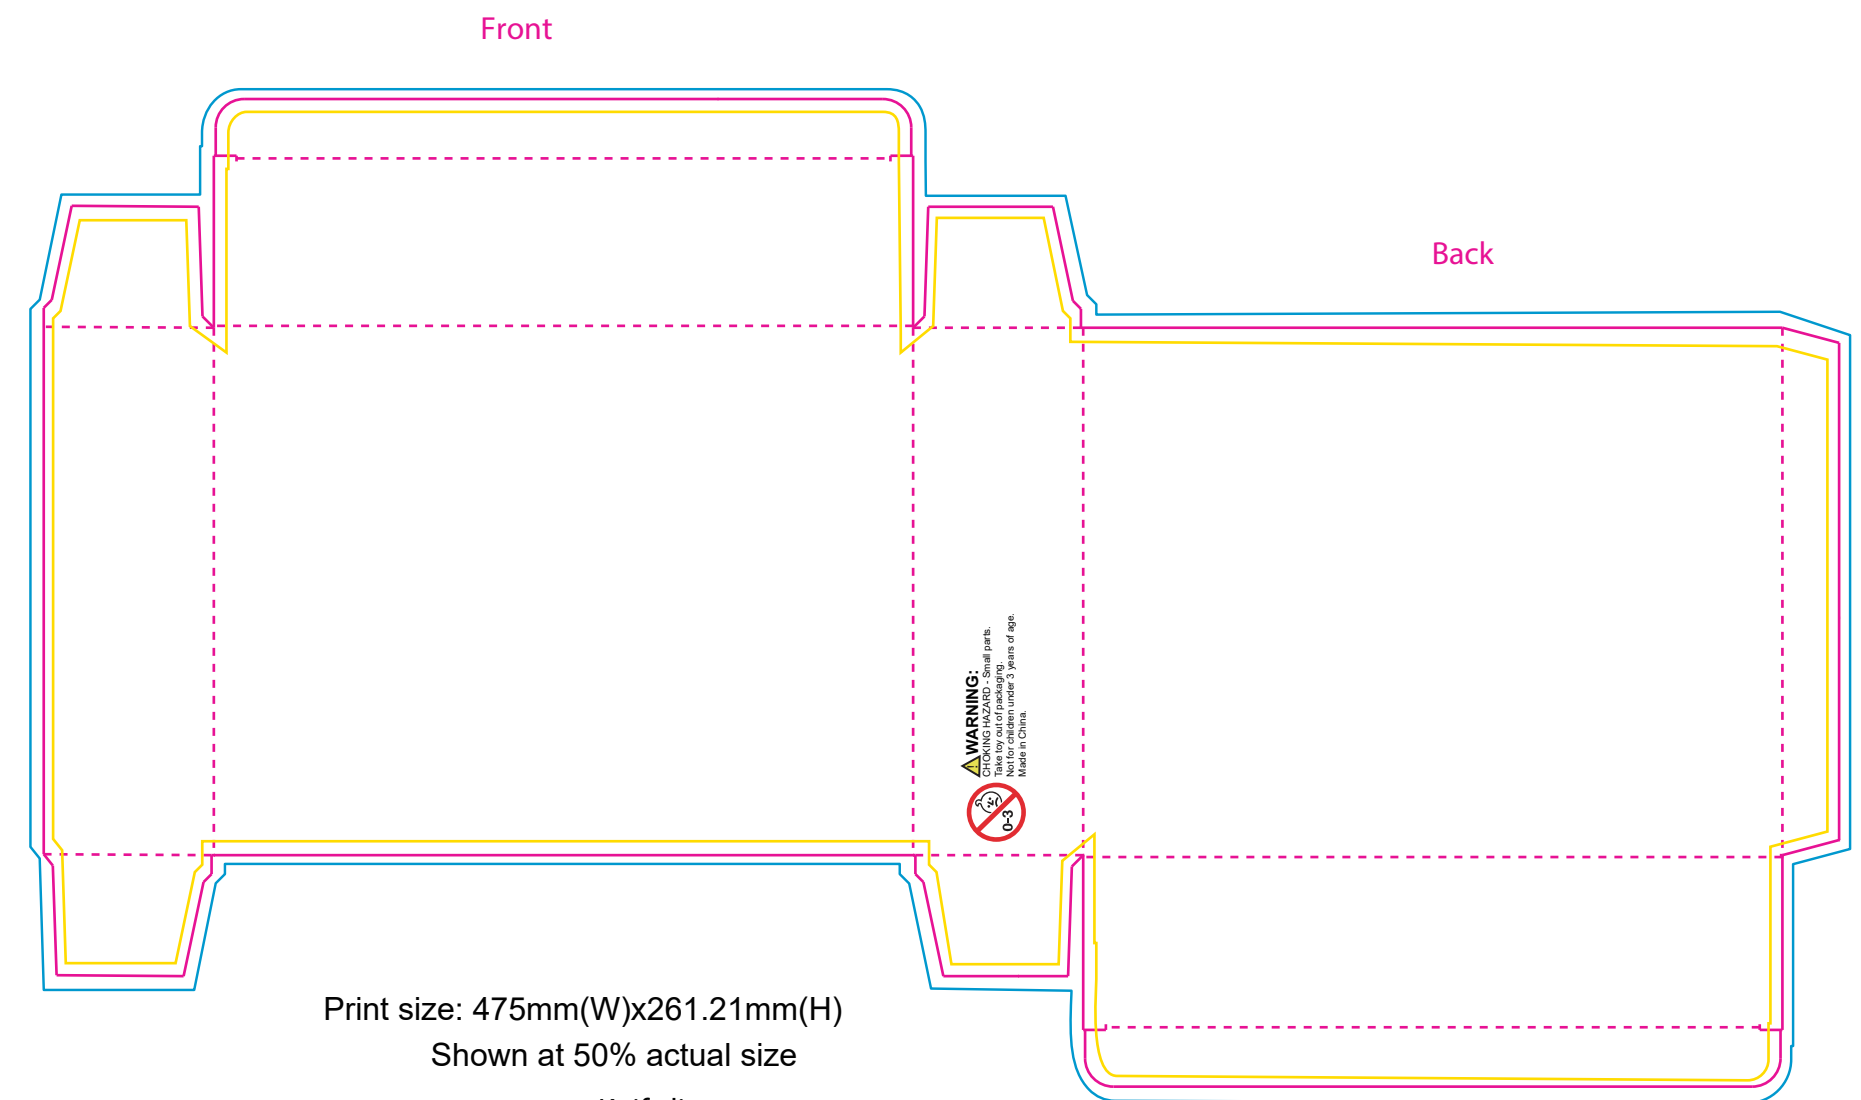 Front
Back
WARNING:
CHOKING HAZARD - Small parts.
Take toy out of packaging.
Not for children under 3 years of age.
Made in China.
0-3
Print size: 475mm(W)x261.21mm(H)
Shown at 50% actual size